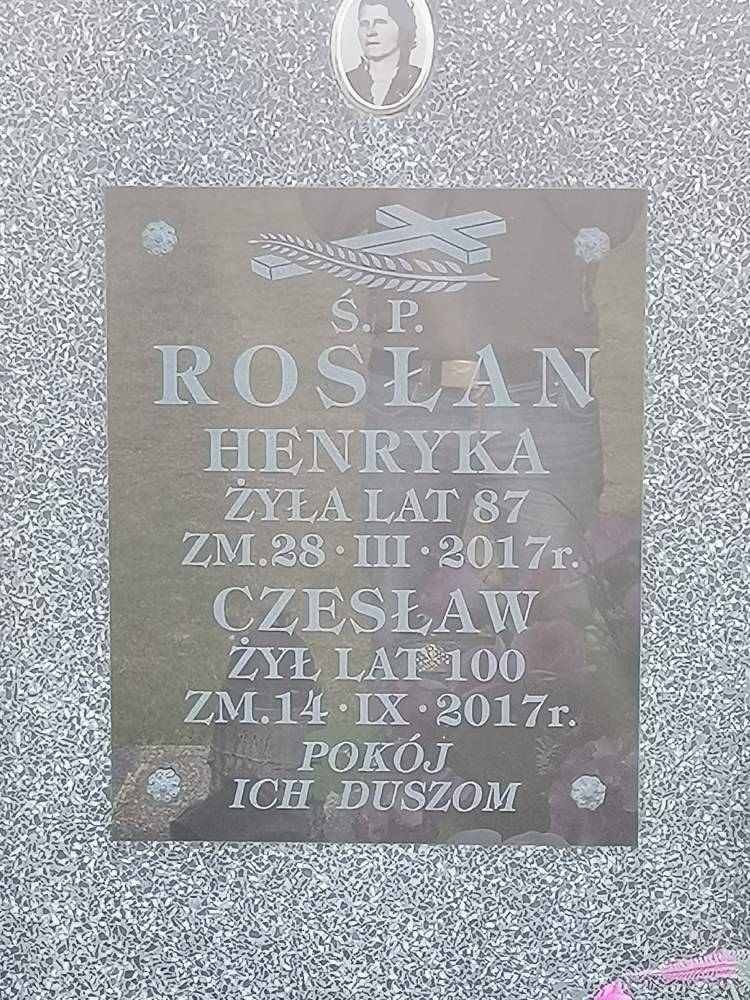 Ś. P.
ROSŁAN
HENRYKA
ŻYŁA LAT 87
ZM.28·III·2017r.
CZESŁAW
ŻYŁ LAT 100
ZM.14·IX·2017r.
POKÓJ
ICH DUSZOM